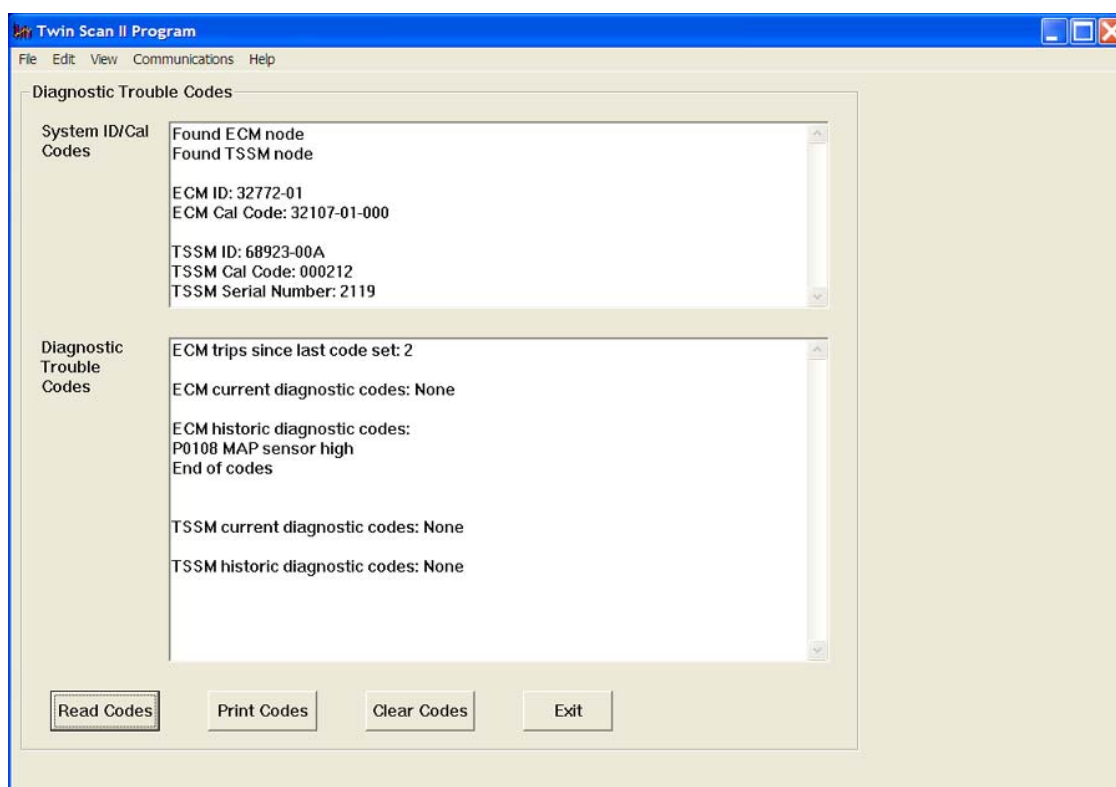 Twin Scan II Program
File Edit View Communications Help
Diagnostic Trouble Codes
System ID/Cal
Codes
Found ECM node
Found TSSM node
ECM ID: 32772-01
ECM Cal Code: 32107-01-000
TSSM ID: 68923-00A
TSSM Cal Code: 000212
TSSM Serial Number: 2119
Diagnostic
Trouble
Codes
ECM trips since last code set: 2
ECM current diagnostic codes: None
ECM historic diagnostic codes:
P0108 MAP sensor high
End of codes
TSSM current diagnostic codes: None
TSSM historic diagnostic codes: None
Read Codes Print Codes Clear Codes Exit